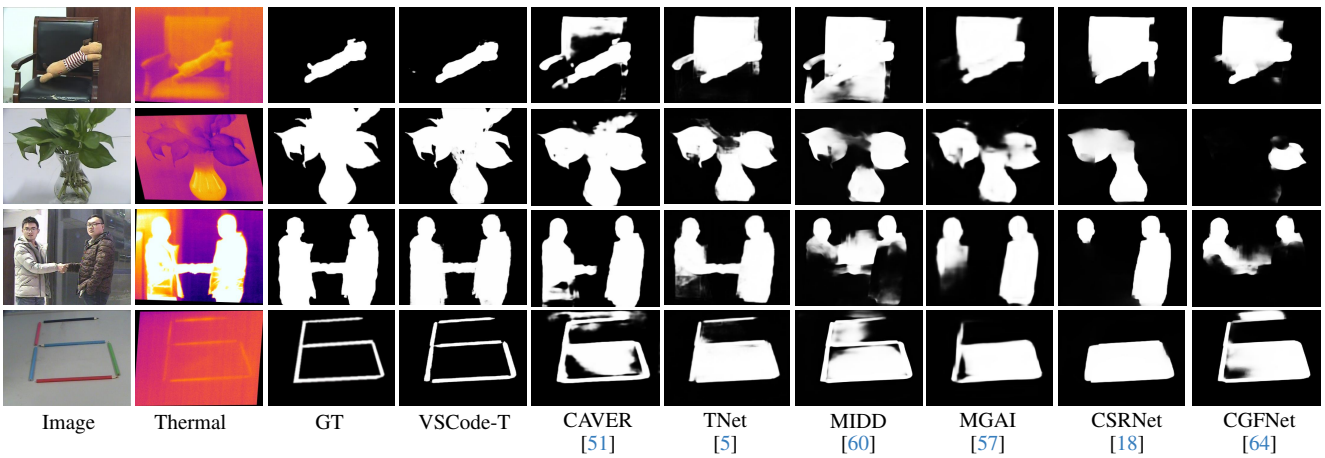 Image Thermal GT VSCode-T CAVER TNet MIDD MGAI CSRNet CGFNet
[51] [5] [60] [57] [18] [64]